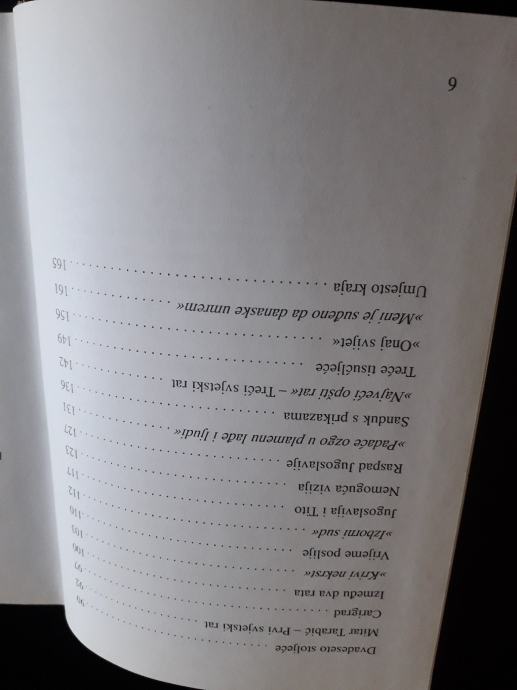 Dvadeseto stoljeće . . . . . . . . . . . . . . . . . . . . 90
Mitar Tarabić – Prvi svjetski rat . . . . . . . . . . . . 92
Carigrad . . . . . . . . . . . . . . . . . . . . . . . . . . 97
Između dva rata . . . . . . . . . . . . . . . . . . . . . 100
»Krivi nekrst« . . . . . . . . . . . . . . . . . . . . . . 103
Vrijeme poslije . . . . . . . . . . . . . . . . . . . . . 110
»Izborni sud« . . . . . . . . . . . . . . . . . . . . . . 112
Jugoslavija i Tito . . . . . . . . . . . . . . . . . . . . 117
Nemoguća vizija . . . . . . . . . . . . . . . . . . . . . 123
Raspad Jugoslavije . . . . . . . . . . . . . . . . . . . 127
»Padaće ozgo u plamenu lađe i ljudi« . . . . . . . . . 131
Sanduk s prikazama . . . . . . . . . . . . . . . . . . . 136
»Najveći opšti rat« – Treći svjetski rat . . . . . . . 142
Treće tisućljeće . . . . . . . . . . . . . . . . . . . . . 149
»Onaj svijet« . . . . . . . . . . . . . . . . . . . . . . 156
»Meni je suđeno da danaske umrem« . . . . . . . . . . 161
Umjesto kraja . . . . . . . . . . . . . . . . . . . . . . 165
9